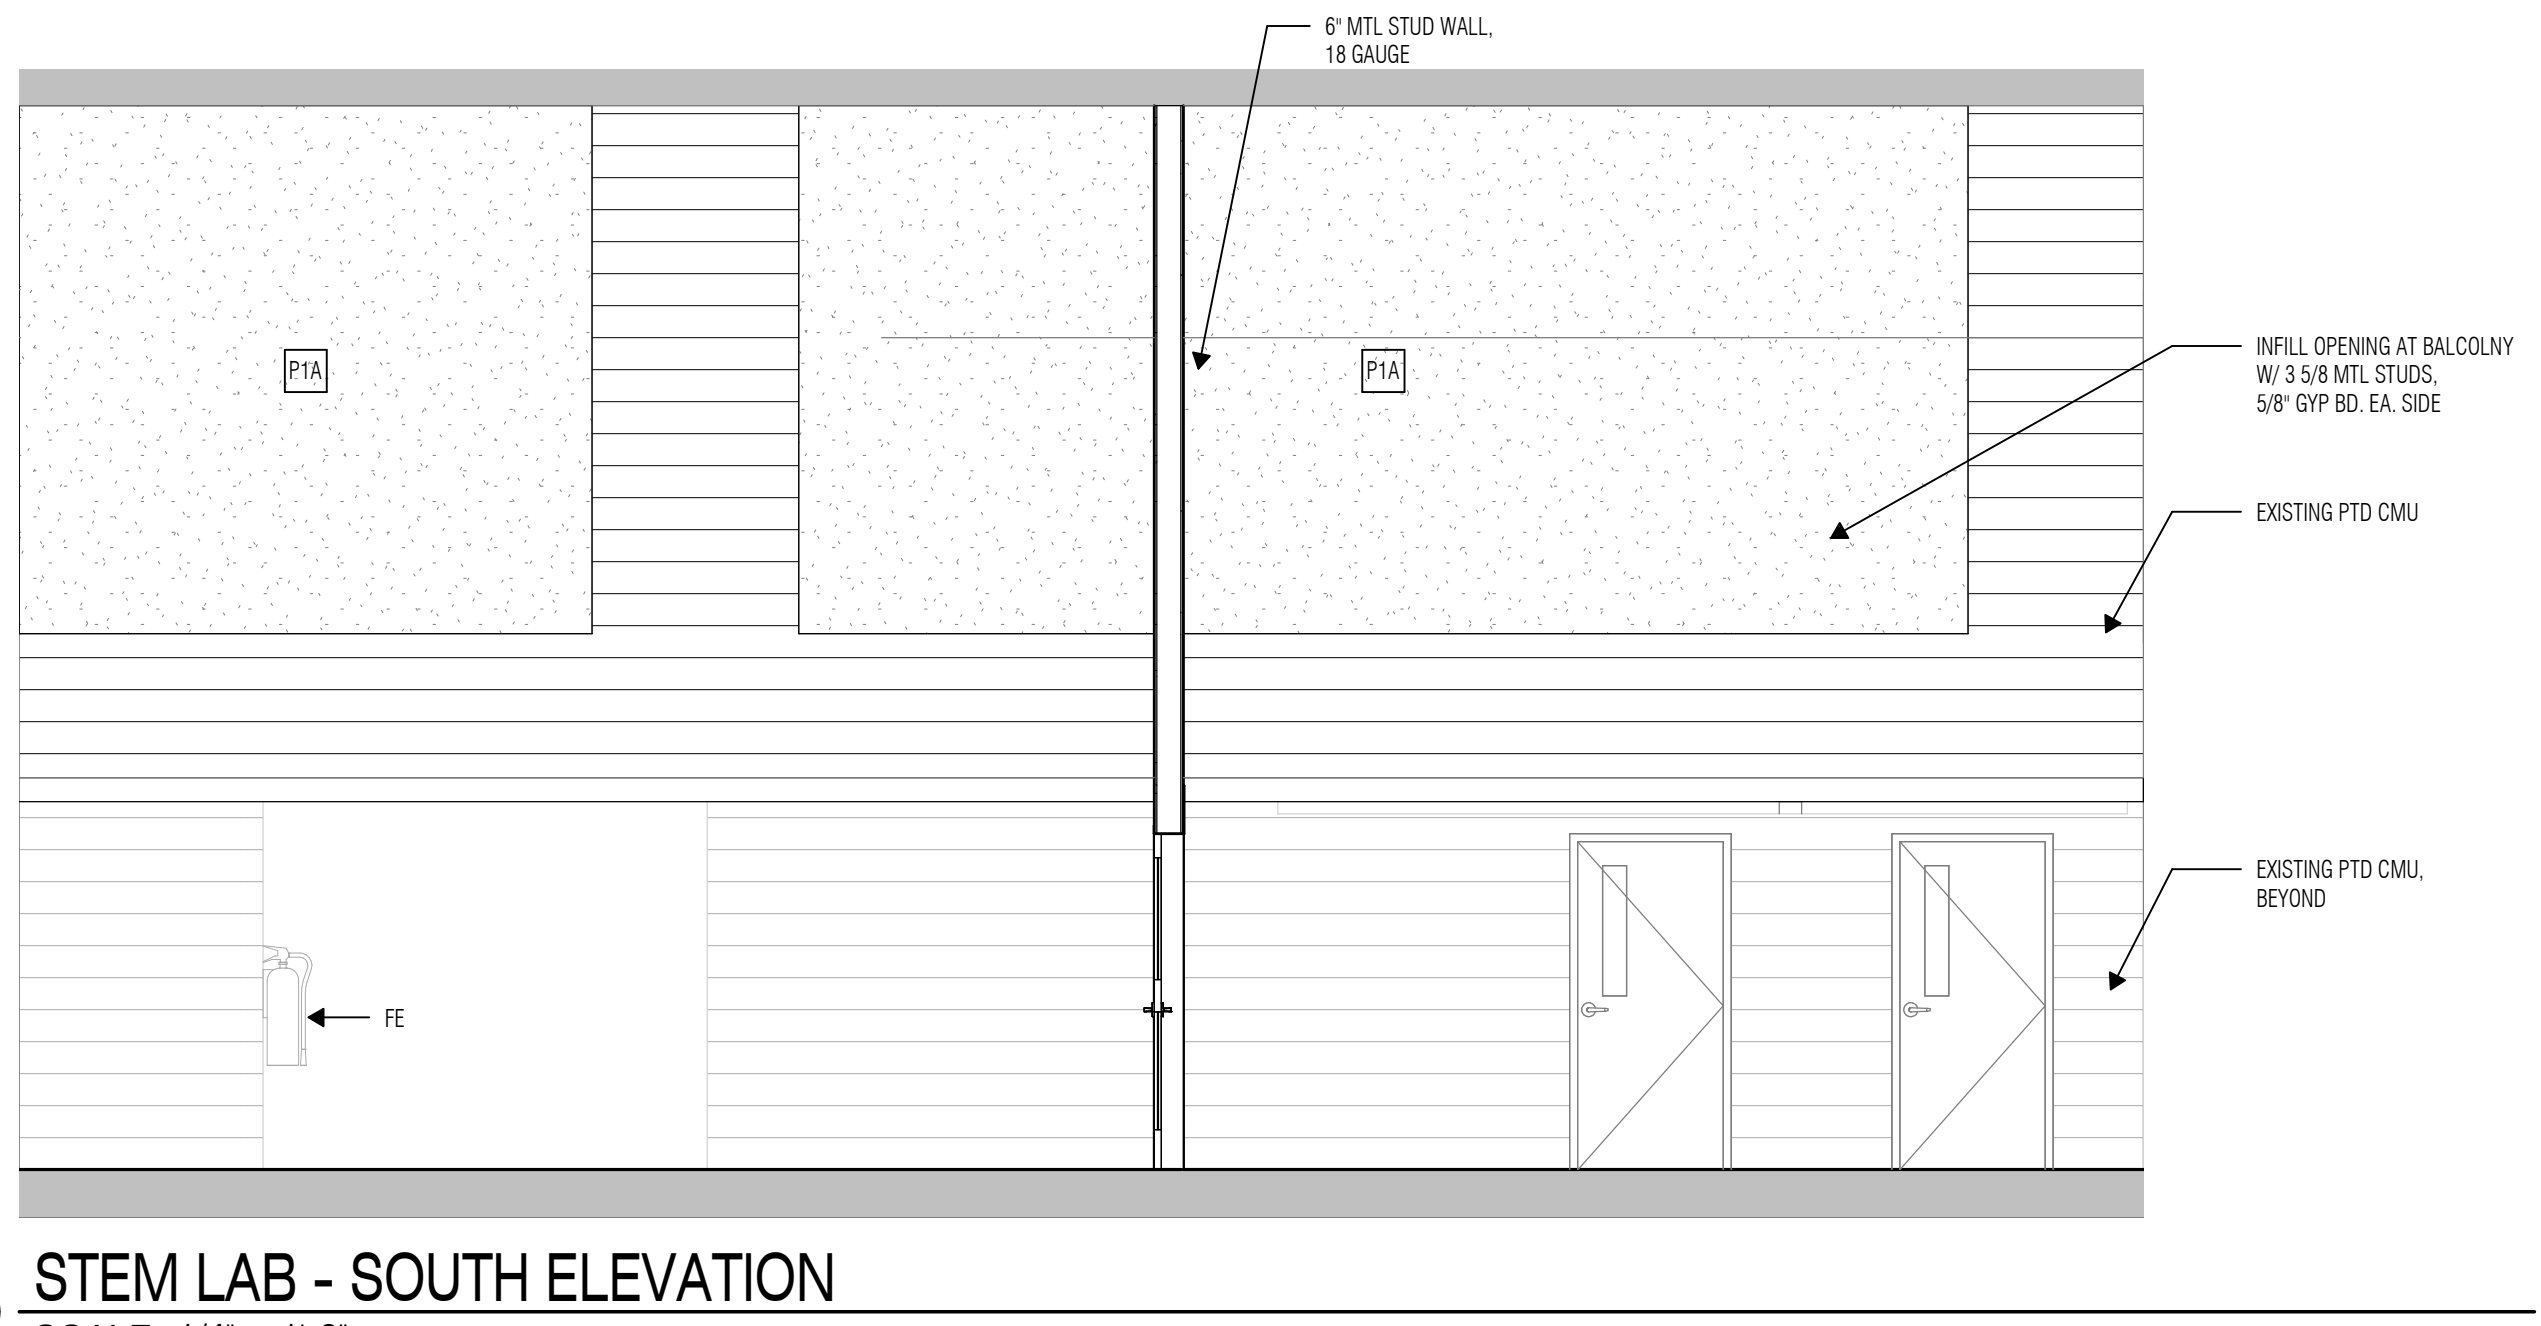 6" MTL STUD WALL,
18 GAUGE
P1A
P1A
INFILL OPENING AT BALCOLNY
W/ 3 5/8 MTL STUDS,
5/8" GYP BD. EA. SIDE
EXISTING PTD CMU
EXISTING PTD CMU,
BEYOND
FE
STEM LAB - SOUTH ELEVATION